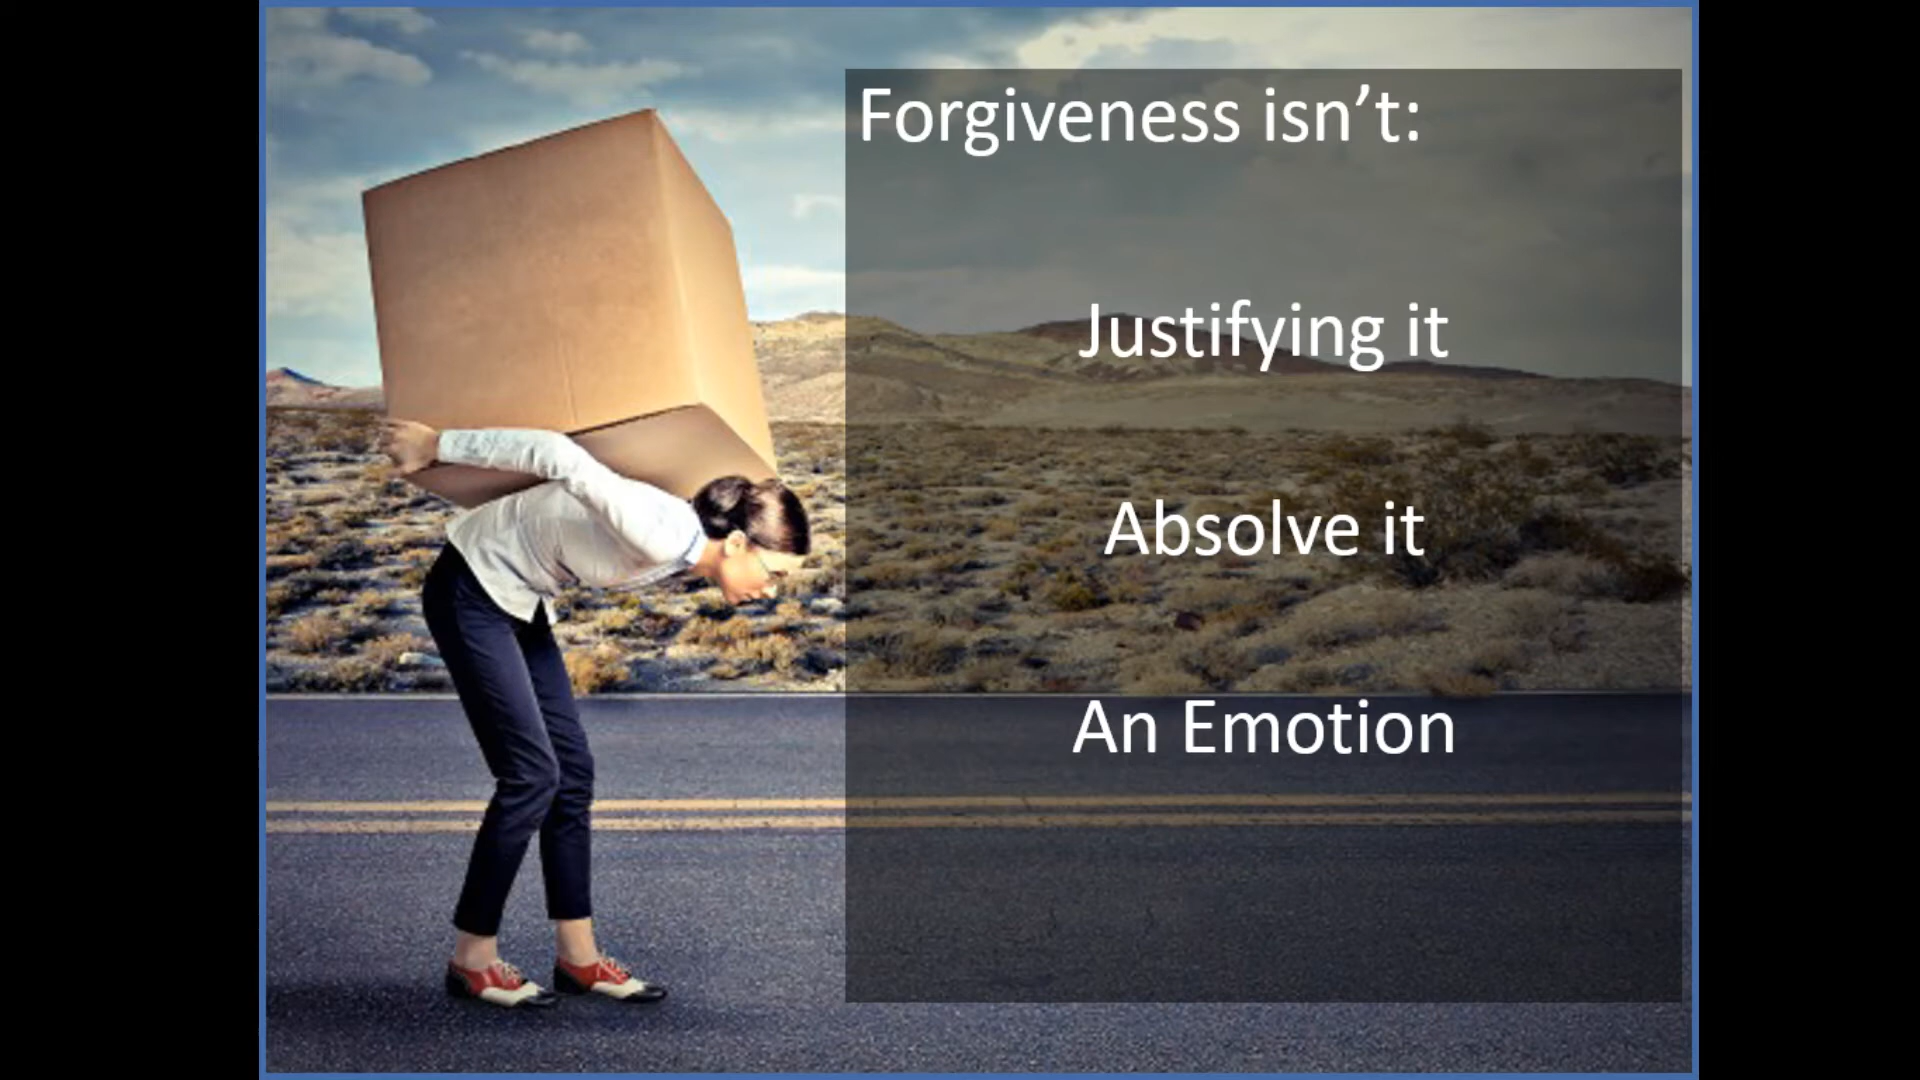 Forgiveness isn’t:
Justifying it
Absolve it
An Emotion